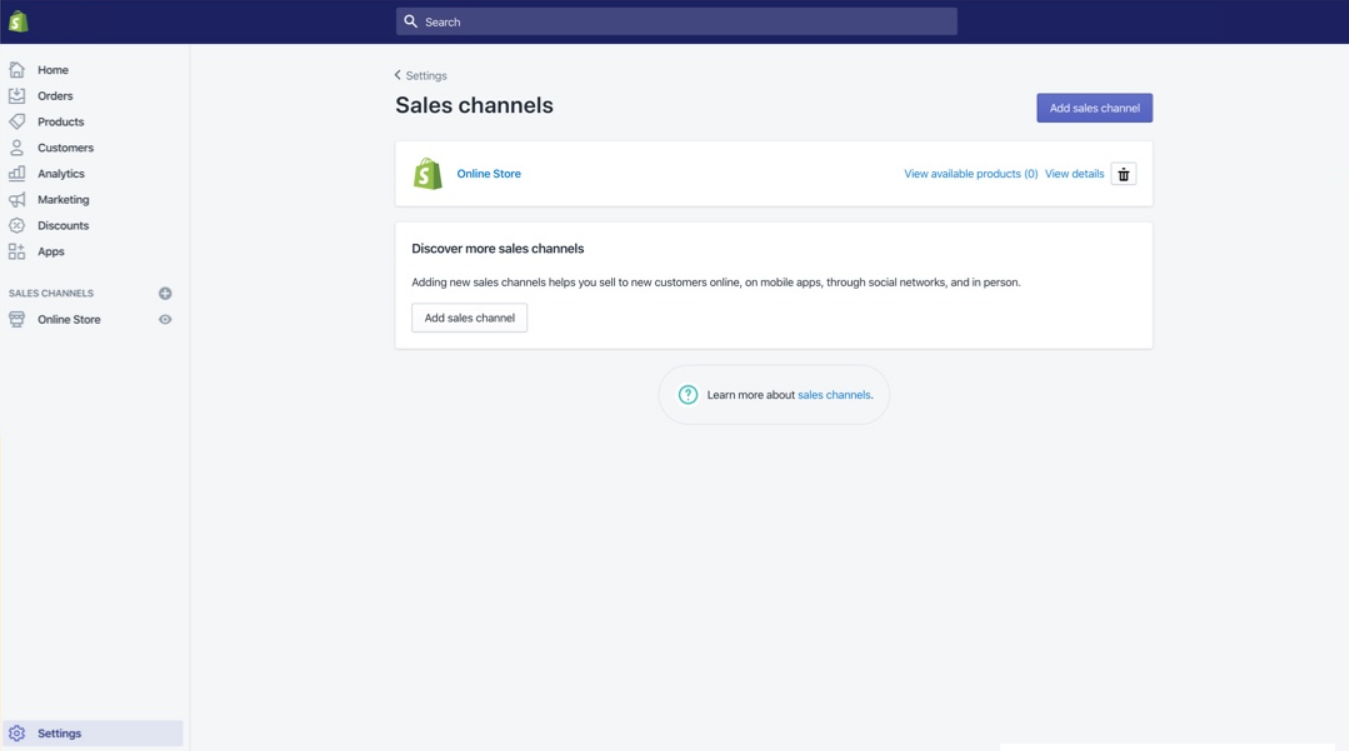 Search
Home
Orders
Products
Customers
Analytics
Marketing
Discounts
Apps
SALES CHANNELS
Online Store
Settings
Settings
Sales channels
Add sales channel
Online Store
View available products (0) View details
Discover more sales channels
Adding new sales channels helps you sell to new customers online, on mobile apps, through social networks, and in person.
Add sales channel
Learn more about sales channels.